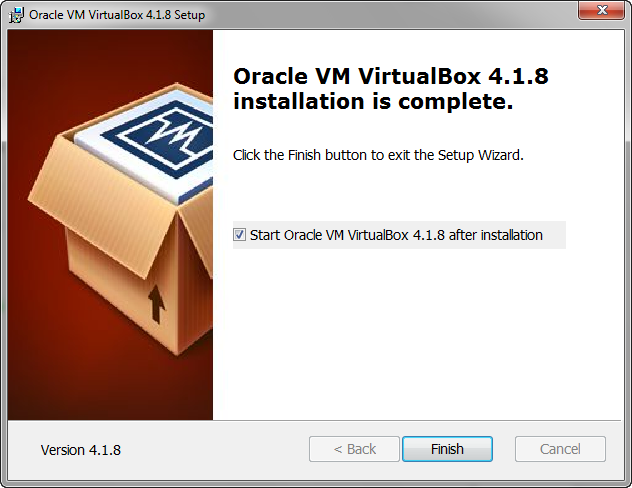 Oracle VM VirtualBox 4.1.8 Setup
Oracle VM VirtualBox 4.1.8
installation is complete.
Click the Finish button to exit the Setup Wizard.
Start Oracle VM VirtualBox 4.1.8 after installation
VM
Version 4.1.8
< Back
Finish
Cancel